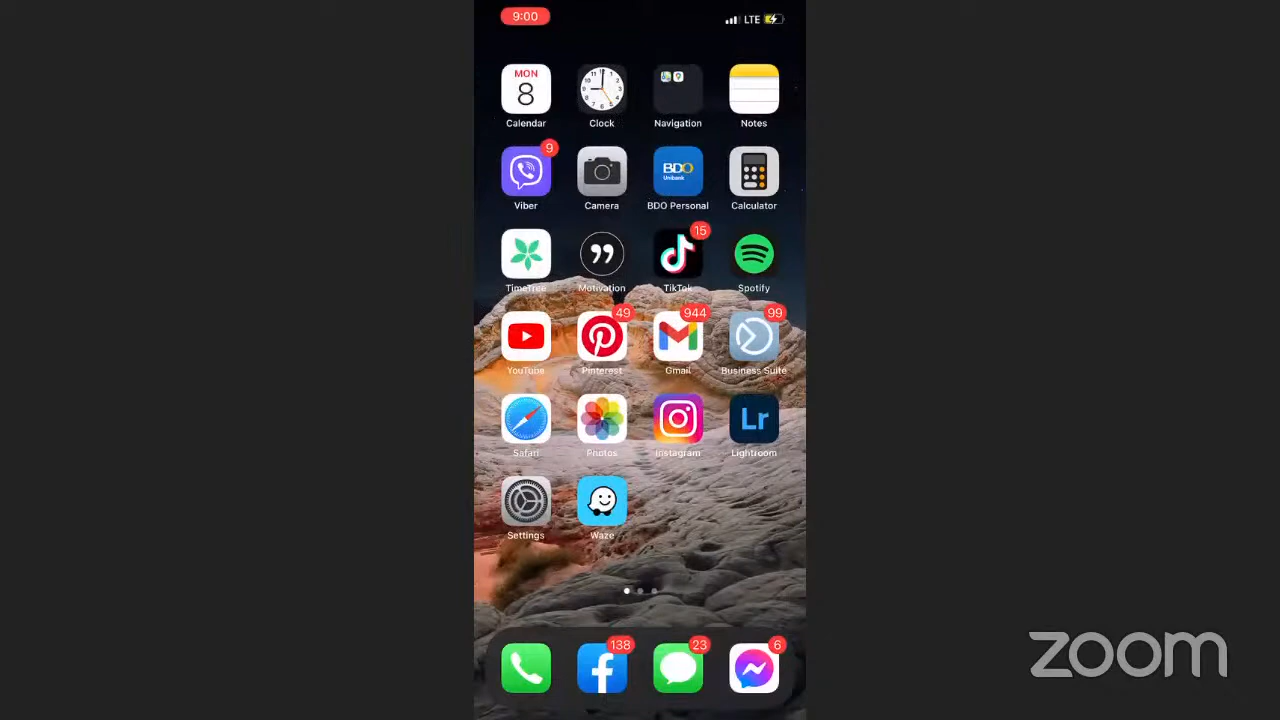 9:00
LTE
MON
8
Calendar
Clock
Navigation
Notes
9
BDO
Unibank
Viber
Camera
BDO Personal
Calculator
15
TimeTree
Motivation
TikTok
Spotify
49
944
99
YouTube
Pinterest
Gmail
Business Suite
Lr
Safari
Photos
Instagram
Lightroom
Settings
Waze
138
23
6
zoom